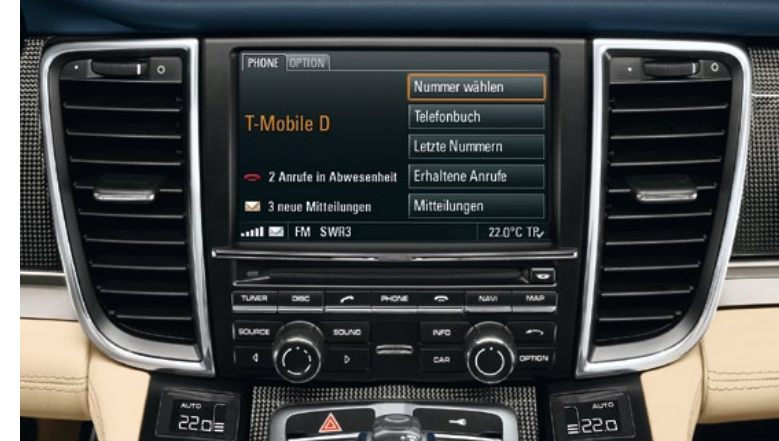 PHONE OPTION
Nummer wählen
T-Mobile D
Telefonbuch
Letzte Nummern
2 Anrufe in Abwesenheit
Erhaltene Anrufe
3 neue Mitteilungen
Mitteilungen
FM SWR3 22.0°C
TUNER DISC PHONE NAVI MAP
SOURCE SOUND INFO
CAR OPTION
AUTO
22.0
AUTO
22.0